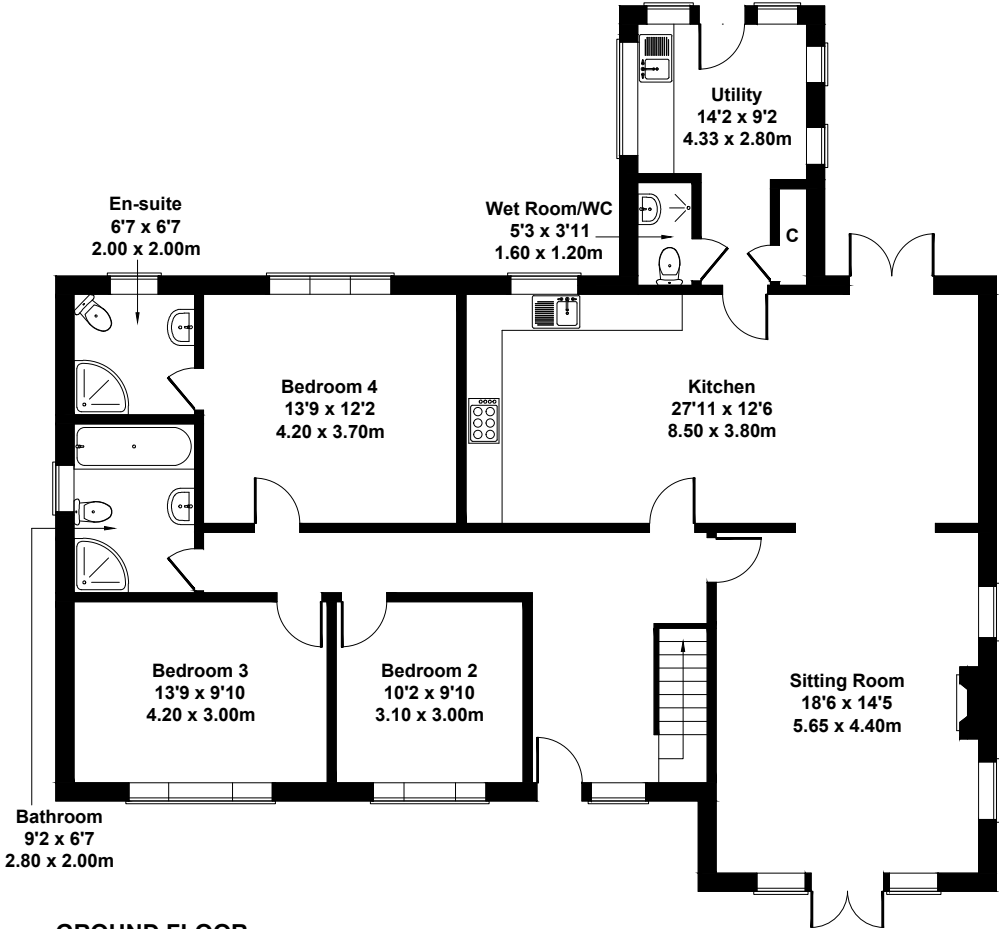 Utility
14'2 x 9'2
4.33 x 2.80m
En-suite
6'7 x 6'7
2.00 x 2.00m
Wet Room/WC
5'3 x 3'11
1.60 x 1.20m
C
Bedroom 4
13'9 x 12'2
4.20 x 3.70m
Kitchen
27'11 x 12'6
8.50 x 3.80m
Bedroom 3
13'9 x 9'10
4.20 x 3.00m
Bedroom 2
10'2 x 9'10
3.10 x 3.00m
Sitting Room
18'6 x 14'5
5.65 x 4.40m
Bathroom
9'2 x 6'7
2.80 x 2.00m
GROUND FLOOR